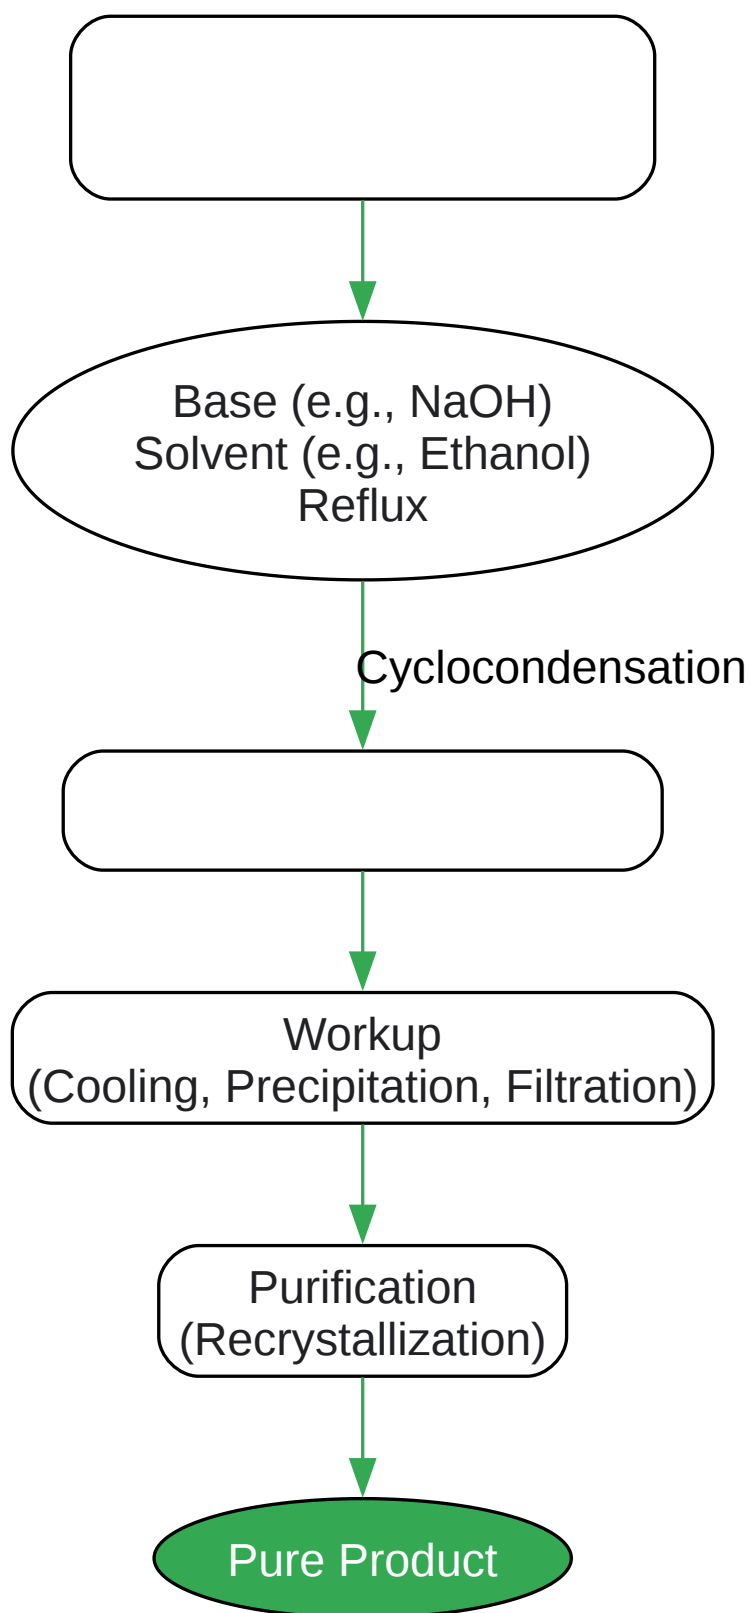 Base (e.g., NaOH)
Solvent (e.g., Ethanol)
Reflux
Cyclocondensation
Workup
(Cooling, Precipitation, Filtration)
Purification
(Recrystallization)
Pure Product